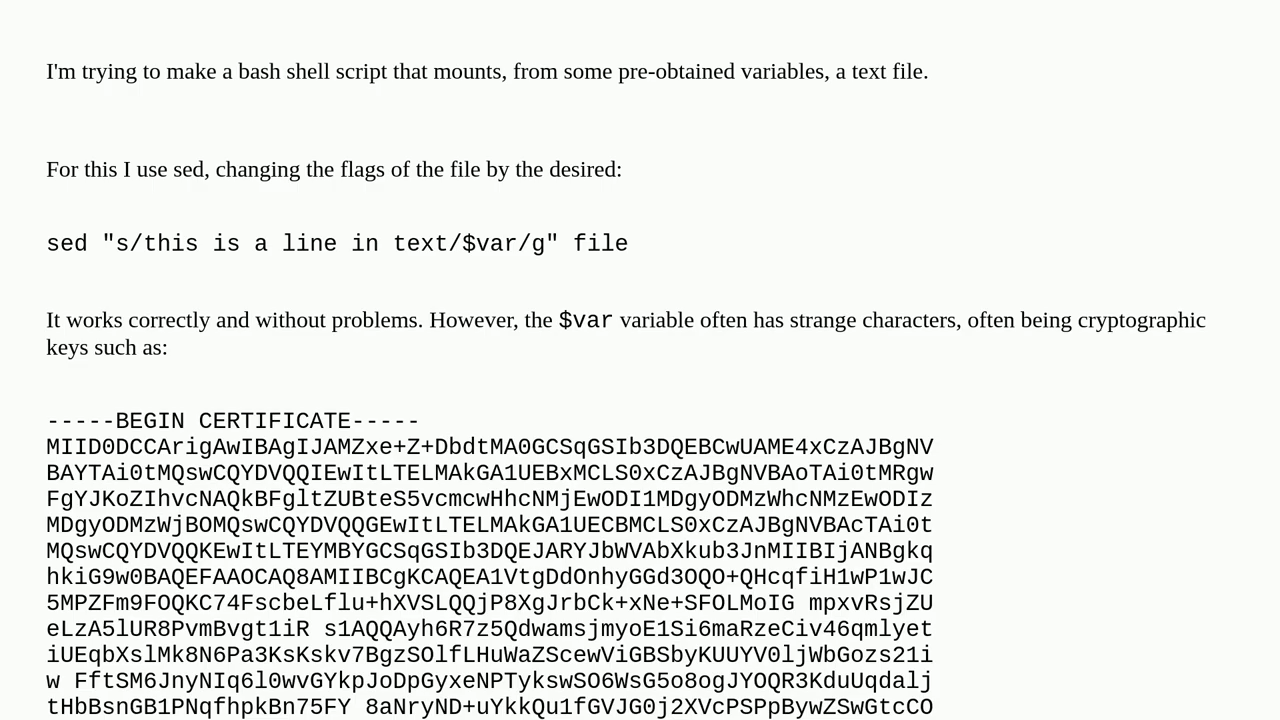 I'm trying to make a bash shell script that mounts, from some pre-obtained variables, a text file.
For this I use sed, changing the flags of the file by the desired:
sed "s/this is a line in text/$var/g" file
It works correctly and without problems. However, the $var variable often has strange characters, often being cryptographic
keys such as:
-----BEGIN CERTIFICATE-----
MIID0DCCArigAwIBAgIJAMZxe+Z+DbdtMA0GCSqGSIb3DQEBCwUAME4xCzAJBgNV
BAYTAi0tMQswCQYDVQQIEwItLTELMAkGA1UEBxMCLS0xCzAJBgNVBAoTAi0tMRgw
FgYJKoZIhvcNAQkBFgltZUBteS5vcmcwHhcNMjEwODI1MDgyODMzWhcNMzEwODIz
MDgyODMzWjBOMQswCQYDVQQGEwItLTELMAkGA1UECBMCLS0xCzAJBgNVBAcTAi0t
MQswCQYDVQQKEwItLTEYMBYGCSqGSIb3DQEJARYJbWVAbXkub3JnMIIBIjANBgkq
hkiG9w0BAQEFAAOCAQ8AMIIBCgKCAQEA1VtgDdOnhyGGd3OQO+QHcqfiH1wP1wJC
5MPZFm9FOQKC74FscbeLflu+hXVSLQQjP8XgJrbCk+xNe+SFOLMoIG mpxvRsjZU
eLzA5lUR8PvmBvgt1iR s1AQQAyh6R7z5QdwamsjmyoE1Si6maRzeCiv46qmlyet
iUEqbXslMk8N6Pa3KsKskv7BgzSOlfLHuWaZScewViGBSbyKUUYV0ljWbGozs21i
w FftSM6JnyNIq6l0wvGYkpJoDpGyxeNPTykswSO6WsG5o8ogJYOQR3KduUqdalj
tHbBsnGB1PNqfhpkBn75FY 8aNryND+uYkkQu1fGVJG0j2XVcPSPpBywZSwGtcCO